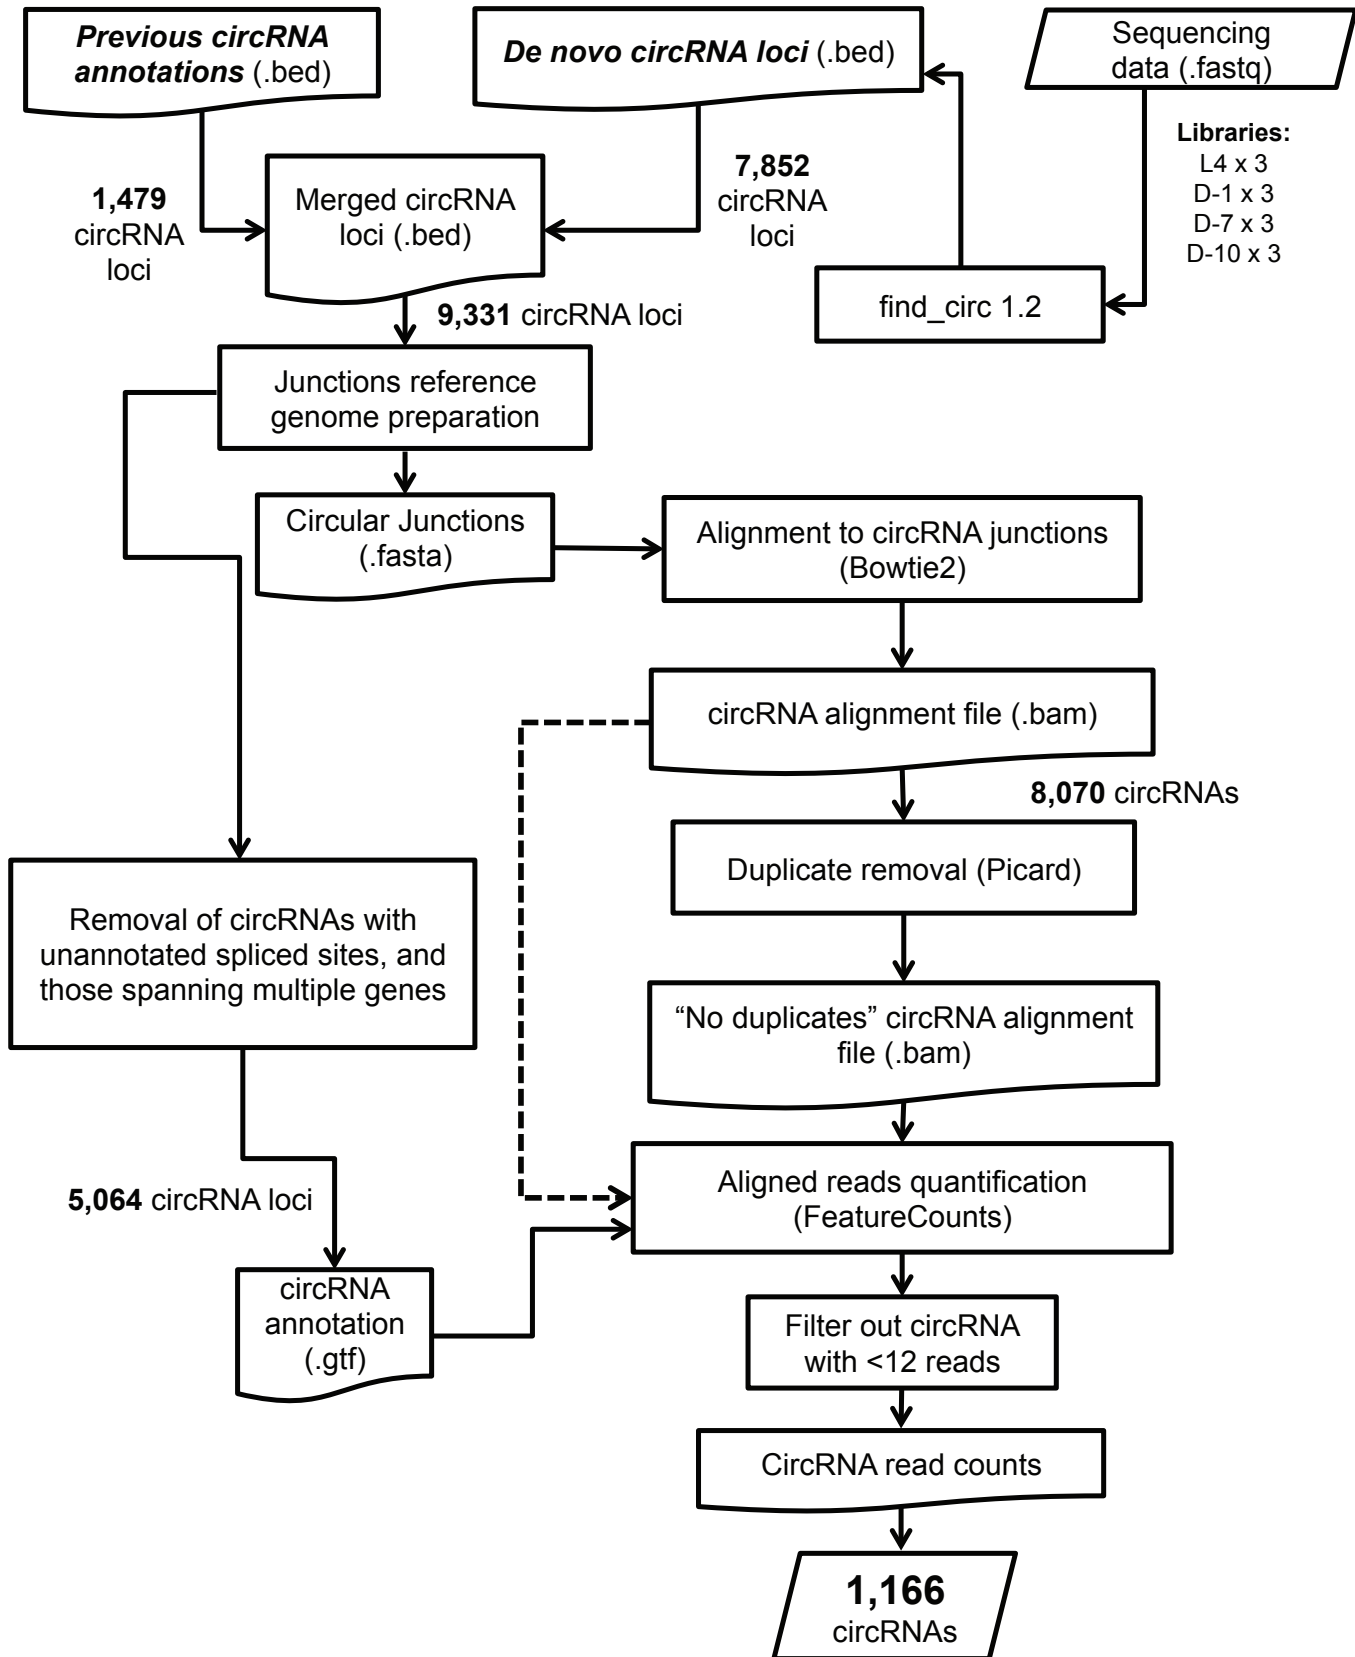 Previous circRNA
annotations (.bed)
De novo circRNA loci (.bed)
Sequencing
data (.fastq)
Libraries:
L4 x 3
D-1 x 3
D-7 x 3
D-10 x 3
1,479
circRNA
loci
Merged circRNA
loci (.bed)
7,852
circRNA
loci
find_circ 1.2
9,331 circRNA loci
Junctions reference
genome preparation
Circular Junctions
(.fasta)
Alignment to circRNA junctions
(Bowtie2)
circRNA alignment file (.bam)
8,070 circRNAs
Duplicate removal (Picard)
Removal of circRNAs with
unannotated spliced sites, and
those spanning multiple genes
“No duplicates” circRNA alignment
file (.bam)
5,064 circRNA loci
Aligned reads quantification
(FeatureCounts)
circRNA
annotation
(.gtf)
Filter out circRNA
with <12 reads
CircRNA read counts
1,166
circRNAs